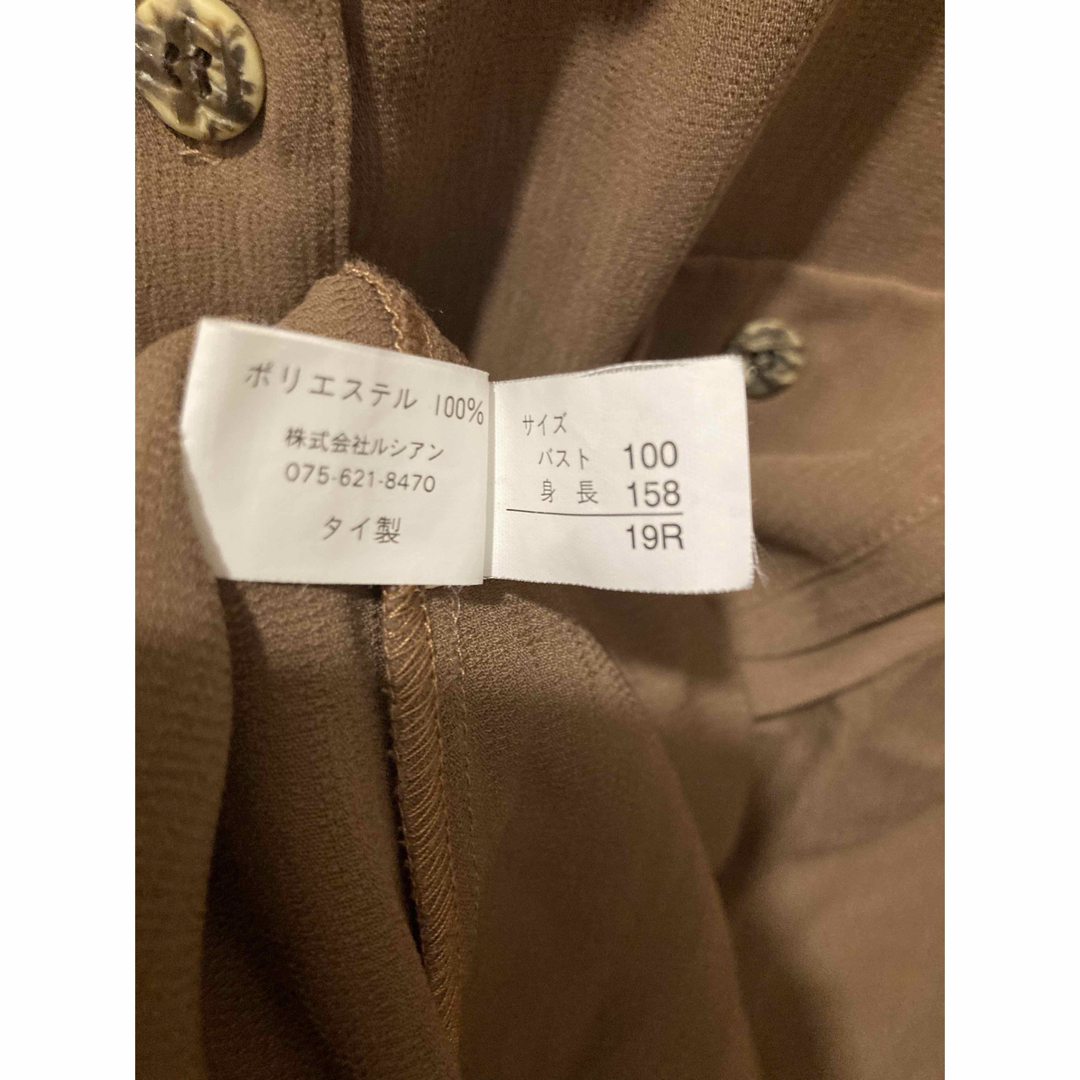 ポリエステル 100%
株式会社ルシアン
075-621-8470
タイ製
サイズ
バスト 100
身長 158
19R